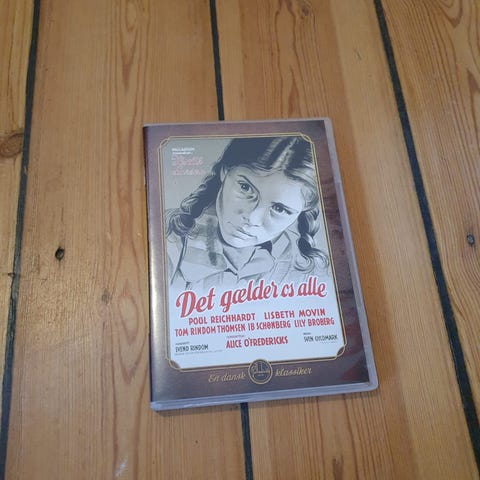 PALLADIUM
Det gælder os alle
POUL REICHHARDT LISBETH MOVIN
TOM RINDOM THOMSEN IB SCHØNBERG LILY BROBERG
SVEND RINDOM
ALICE O'FREDERICKS
SVEN GYLDMARK
En dansk klassiker